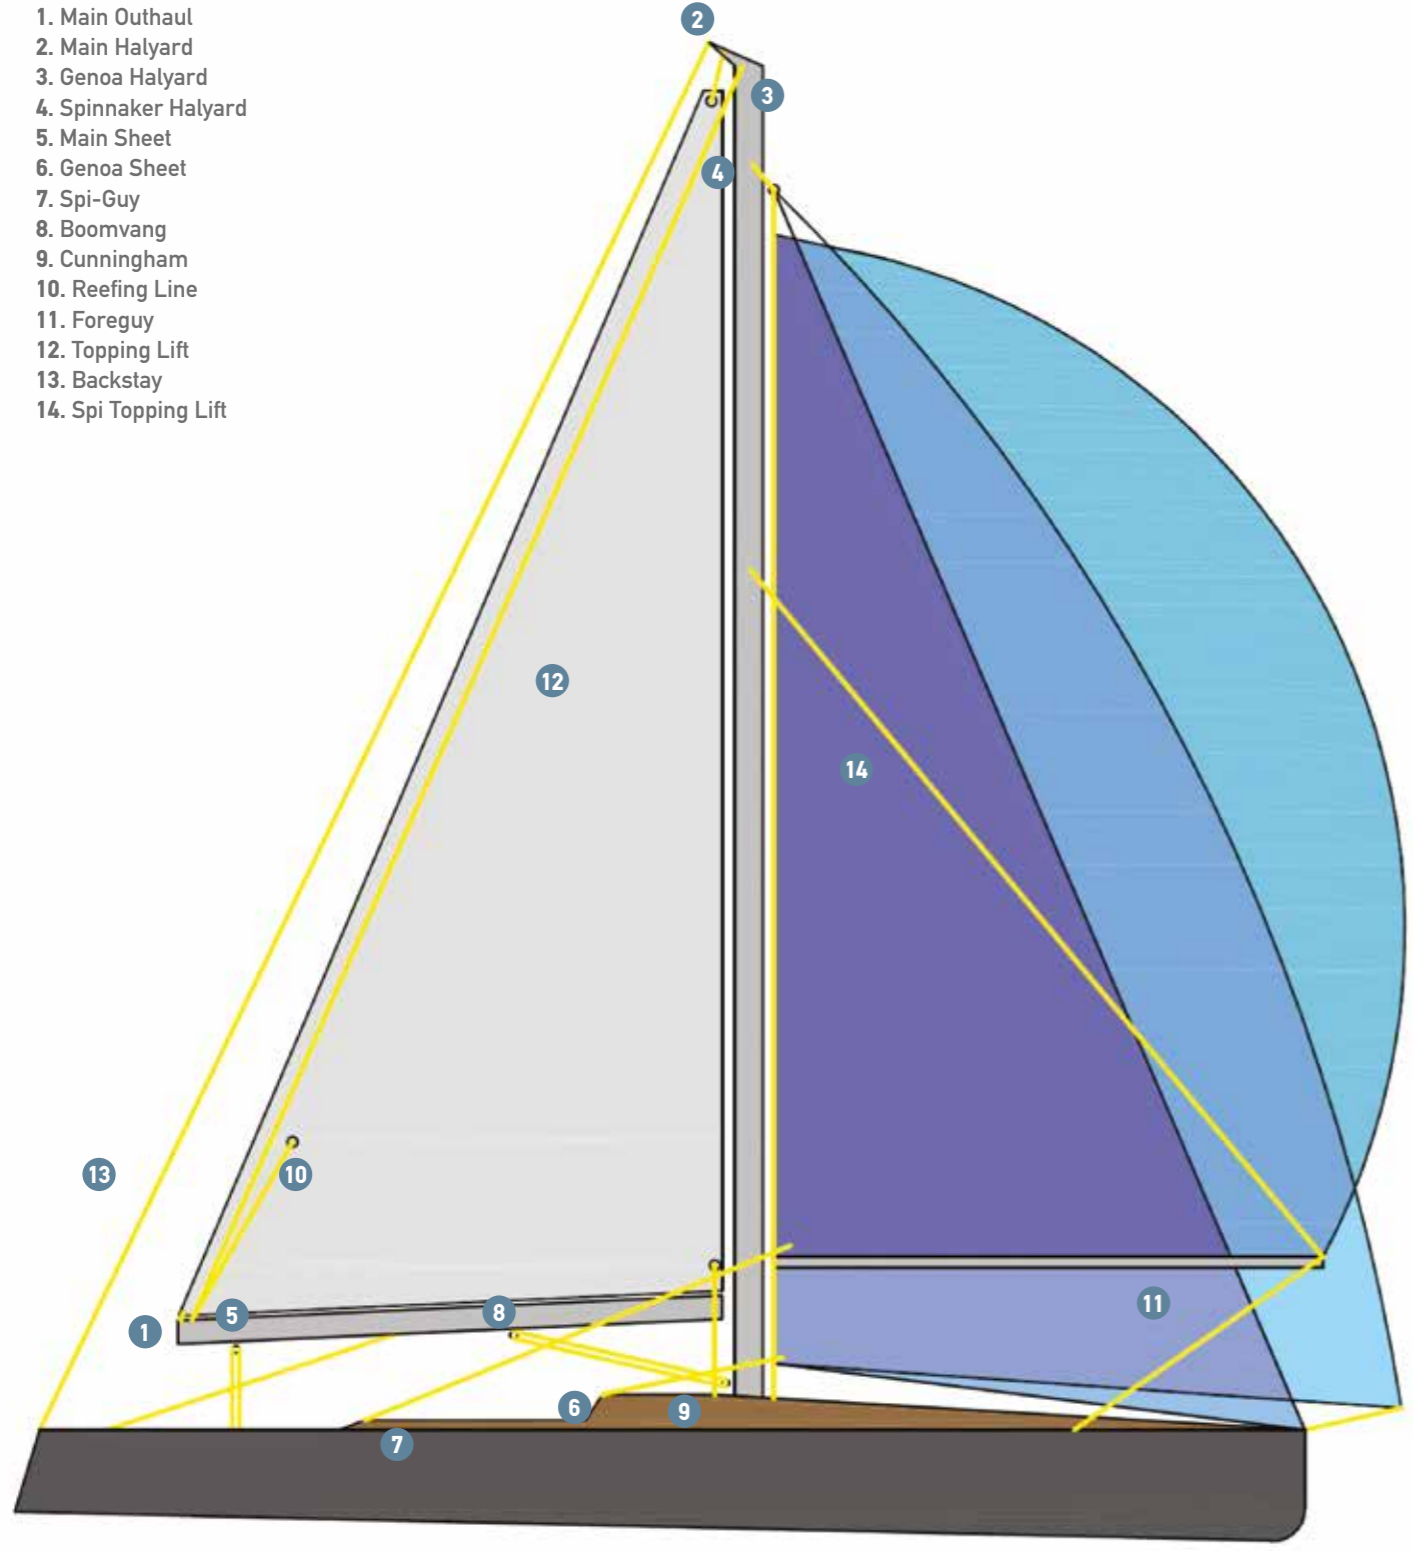 1. Main Outhaul
2. Main Halyard
3. Genoa Halyard
4. Spinnaker Halyard
5. Main Sheet
6. Genoa Sheet
7. Spi-Guy
8. Boomvang
9. Cunningham
10. Reefing Line
11. Foreguy
12. Topping Lift
13. Backstay
14. Spi Topping Lift
2
3
4
12
14
13
10
11
5
8
1
6
9
7